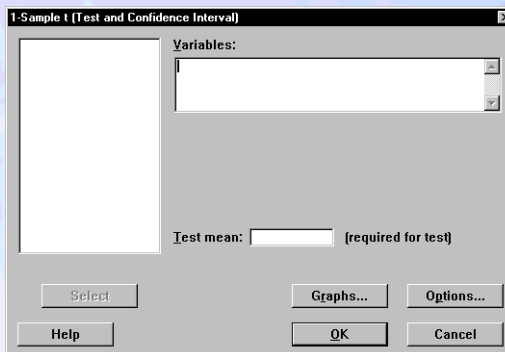 1-Sample t (Test and Confidence Interval)
Variables:
Test mean: (required for test)
Select
Graphs... Options...
Help OK Cancel